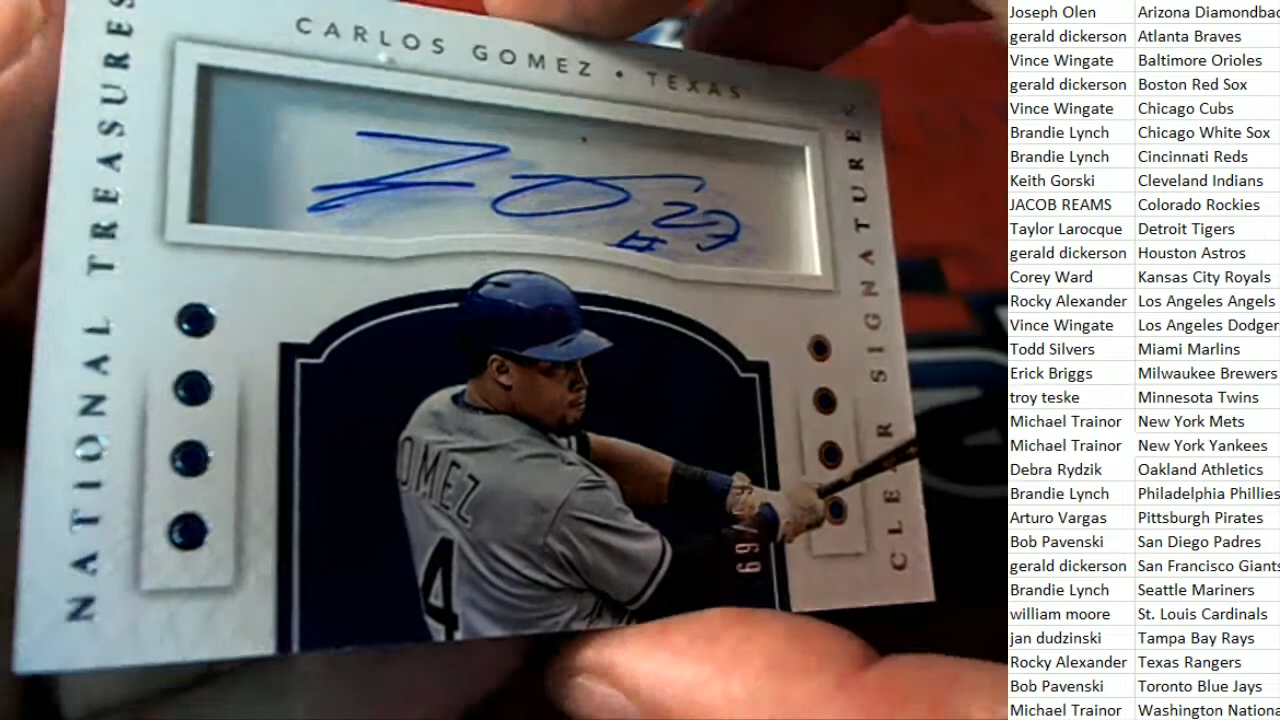 CARLOS GOMEZ • TEXAS
NATIONAL TREASURES
CLEAR SIGNATURES
#27
OMEZ
4
69/99
Joseph Olen Arizona Diamondbac
gerald dickerson Atlanta Braves
Vince Wingate Baltimore Orioles
gerald dickerson Boston Red Sox
Vince Wingate Chicago Cubs
Brandie Lynch Chicago White Sox
Brandie Lynch Cincinnati Reds
Keith Gorski Cleveland Indians
JACOB REAMS Colorado Rockies
Taylor Larocque Detroit Tigers
gerald dickerson Houston Astros
Corey Ward Kansas City Royals
Rocky Alexander Los Angeles Angels
Vince Wingate Los Angeles Dodger
Todd Silvers Miami Marlins
Erick Briggs Milwaukee Brewers
troy teske Minnesota Twins
Michael Trainor New York Mets
Michael Trainor New York Yankees
Debra Rydzik Oakland Athletics
Brandie Lynch Philadelphia Phillies
Arturo Vargas Pittsburgh Pirates
Bob Pavenski San Diego Padres
gerald dickerson San Francisco Giants
Brandie Lynch Seattle Mariners
william moore St. Louis Cardinals
jan dudzinski Tampa Bay Rays
Rocky Alexander Texas Rangers
Bob Pavenski Toronto Blue Jays
Michael Trainor Washington Nationa